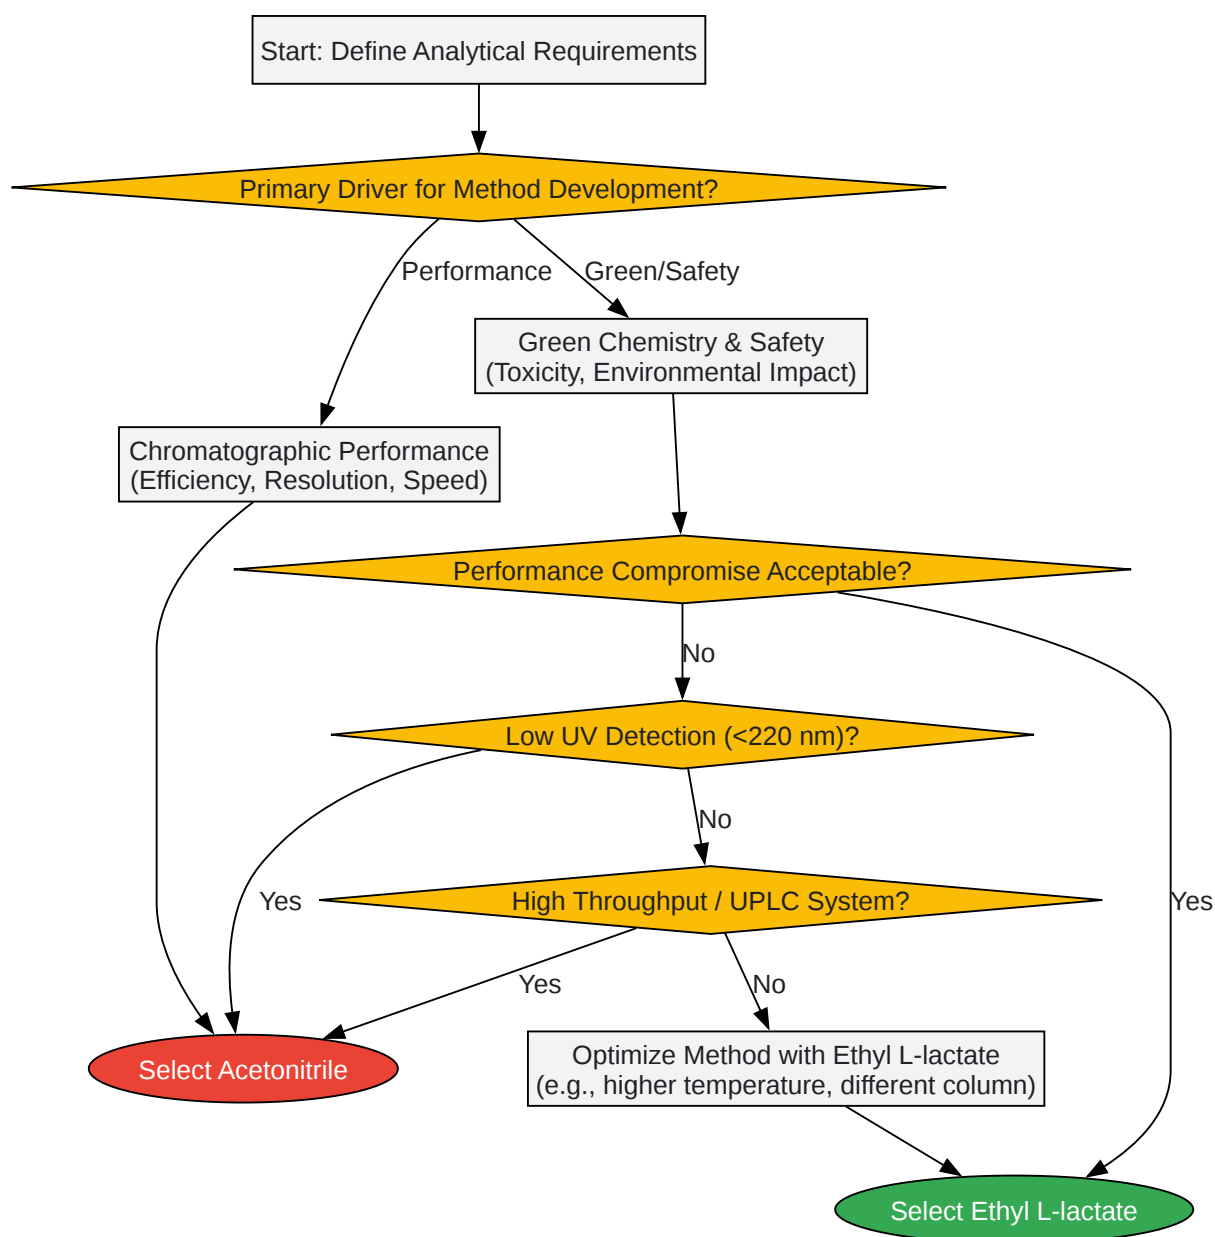 Start: Define Analytical Requirements
Primary Driver for Method Development?
Performance
Green/Safety
Green Chemistry & Safety
(Toxicity, Environmental Impact)
Chromatographic Performance
(Efficiency, Resolution, Speed)
Performance Compromise Acceptable?
No
Low UV Detection (<220 nm)?
No
Yes
High Throughput / UPLC System?
Yes
Yes
No
Optimize Method with Ethyl L-lactate
(e.g., higher temperature, different column)
Select Acetonitrile
Select Ethyl L-lactate